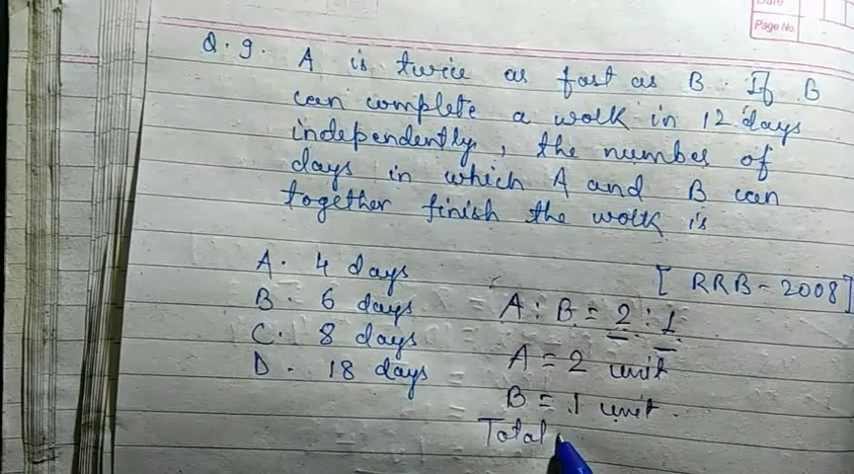 Date
Page No.
Q.9. A is twice as fast as B. If B
can complete a work in 12 days
independently, the number of
days in which A and B can
together finish the work is
[RRB-2008]
A. 4 days
B. 6 days
C. 8 days
D. 18 days
A : B = 2 : 1
A = 2 unit
B = 1 unit.
Total